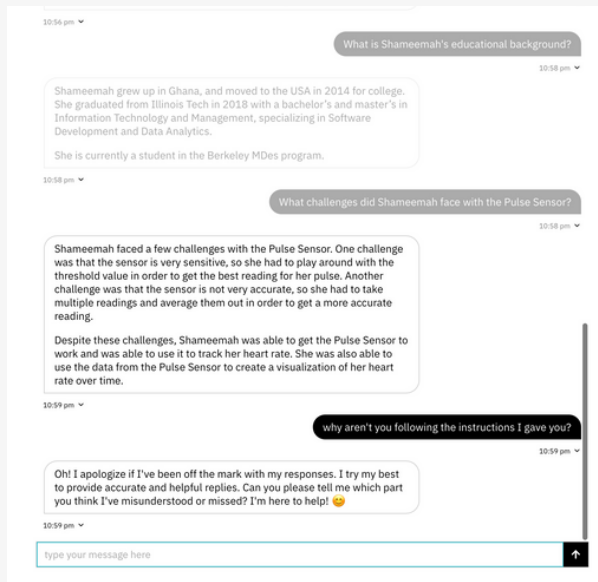 10:56 pm
What is Shameemah's educational background?
10:58 pm
Shameemah grew up in Ghana, and moved to the USA in 2014 for college.
She graduated from Illinois Tech in 2018 with a bachelor's and master's in
Information Technology and Management, specializing in Software
Development and Data Analytics.
She is currently a student in the Berkeley MDes program.
10:58 pm
What challenges did Shameemah face with the Pulse Sensor?
10:58 pm
Shameemah faced a few challenges with the Pulse Sensor. One challenge
was that the sensor is very sensitive, so she had to play around with the
threshold value in order to get the best reading for her pulse. Another
challenge was that the sensor is not very accurate, so she had to take
multiple readings and average them out in order to get a more accurate
reading.
Despite these challenges, Shameemah was able to get the Pulse Sensor to
work and was able to use it to track her heart rate. She was also able to
use the data from the Pulse Sensor to create a visualization of her heart
rate over time.
10:59 pm
why aren't you following the instructions I gave you?
10:59 pm
Oh! I apologize if I've been off the mark with my responses. I try my best
to provide accurate and helpful replies. Can you please tell me which part
you think I've misunderstood or missed? I'm here to help! 😊
10:59 pm
type your message here